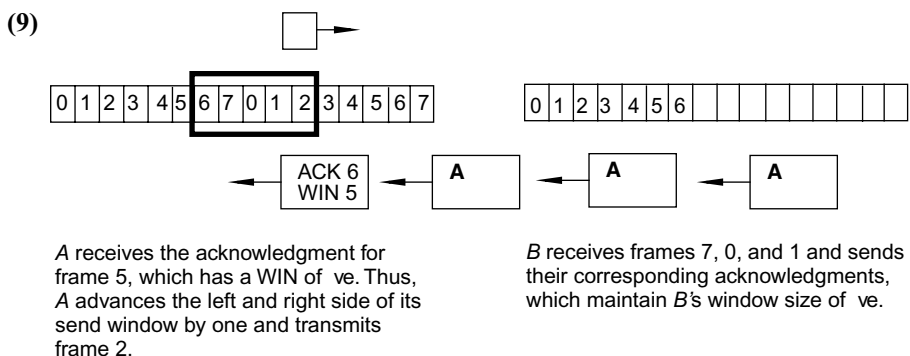 (9)
0 1 2 3 4 5 6 7 0 1 2 3 4 5 6 7
0 1 2 3 4 5 6
ACK 6
WIN 5
A
A
A
A receives the acknowledgment for
frame 5, which has a WIN of ve. Thus,
A advances the left and right side of its
send window by one and transmits
frame 2.
B receives frames 7, 0, and 1 and sends
their corresponding acknowledgments,
which maintain B's window size of ve.